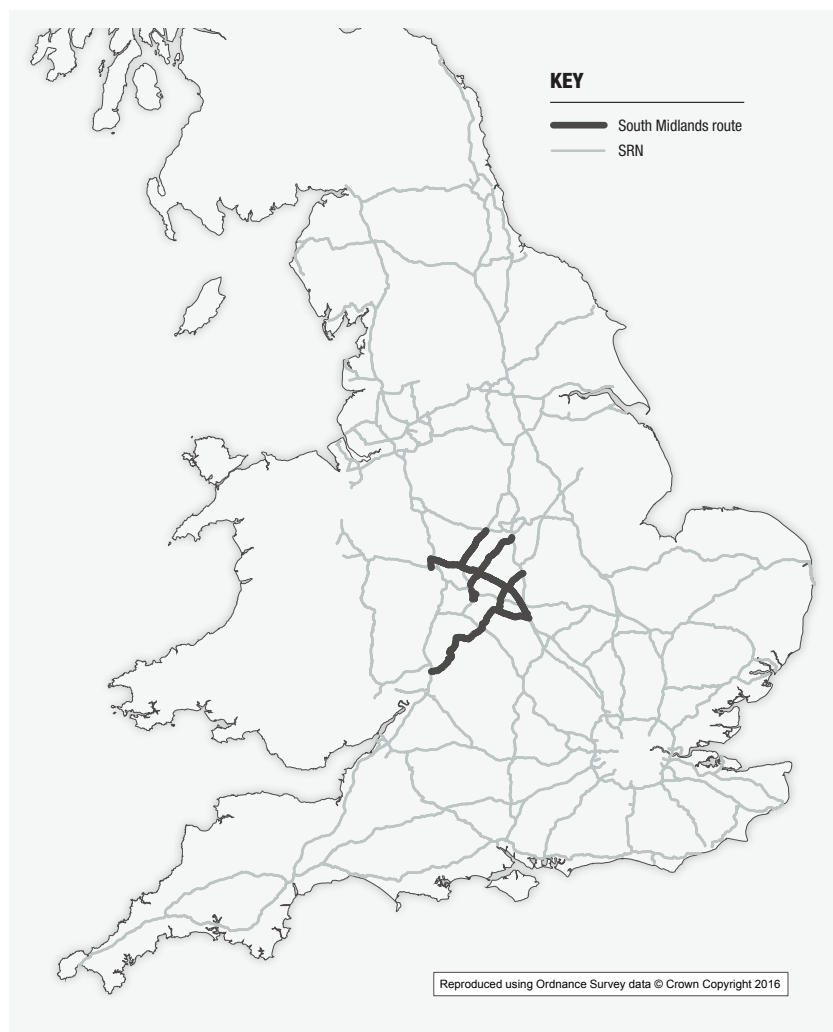 KEY
South Midlands route
SRN
Reproduced using Ordnance Survey data © Crown Copyright 2016